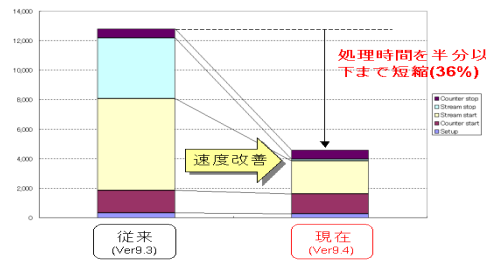 14,000
12,000
10,000
8,000
6,000
4,000
2,000
0
処理時間を半分以
下まで短縮(36%)
Counter stop
Stream stop
Stream start
Counter start
Setup
速度改善
従来
(Ver9.3)
現在
(Ver9.4)